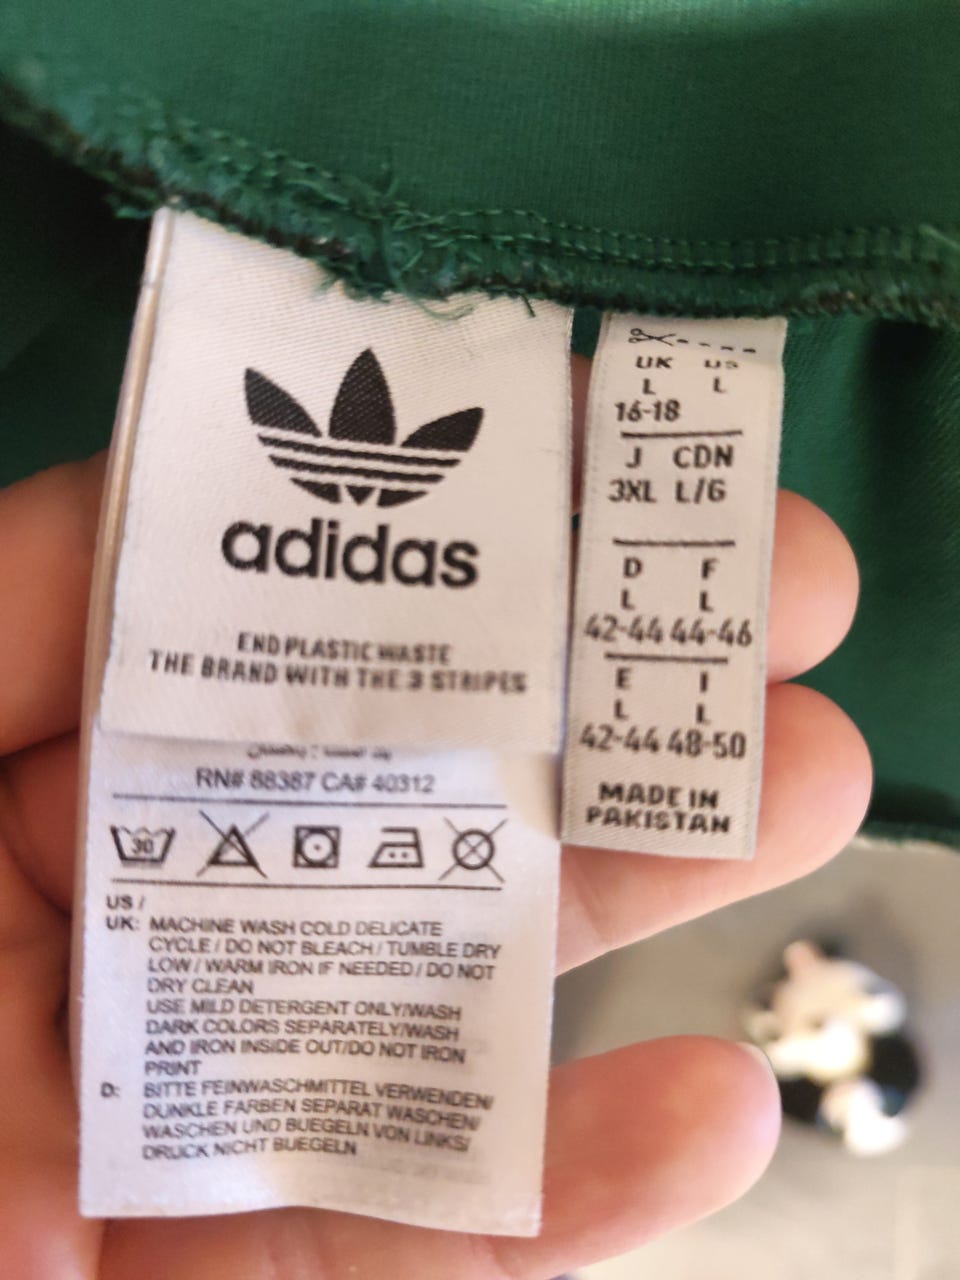 adidas
END PLASTIC WASTE
THE BRAND WITH THE 3 STRIPES
RN# 88387 CA# 40312
30
US /
UK: MACHINE WASH COLD DELICATE
CYCLE / DO NOT BLEACH / TUMBLE DRY
LOW / WARM IRON IF NEEDED / DO NOT
DRY CLEAN
USE MILD DETERGENT ONLY/WASH
DARK COLORS SEPARATELY/WASH
AND IRON INSIDE OUT/DO NOT IRON
PRINT
D: BITTE FEINWASCHMITTEL VERWENDEN/
DUNKLE FARBEN SEPARAT WASCHEN/
WASCHEN UND BUEGELN VON LINKS/
DRUCK NICHT BUEGELN
UK US
L L
16-18
J CDN
3XL L/G
D F
L L
42-44 44-46
E I
L L
42-44 48-50
MADE IN
PAKISTAN